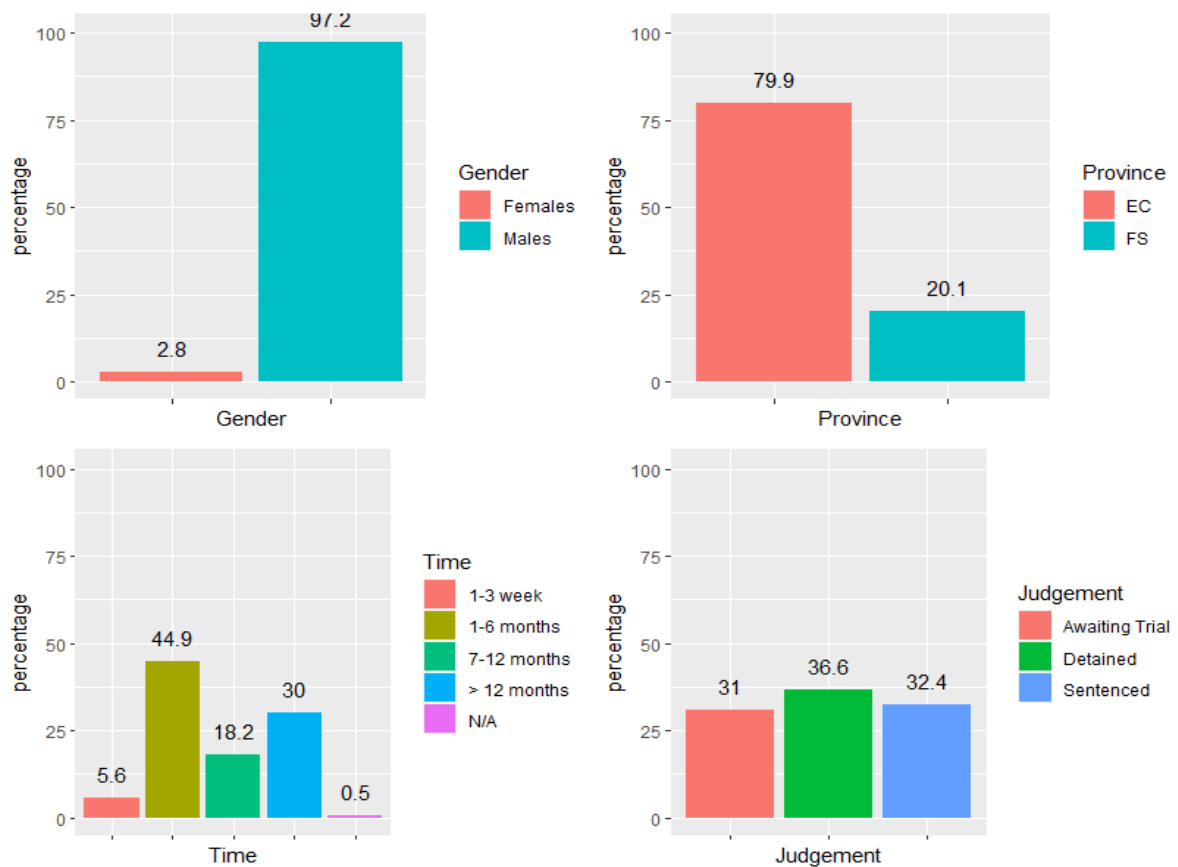 97.2
100
75
50
25
0
percentage
2.8
Gender
Gender
Females
Males
100
75
50
25
0
percentage
79.9
20.1
Province
Province
EC
FS
100
75
50
25
0
percentage
5.6
44.9
18.2
30
0.5
Time
Time
1-3 week
1-6 months
7-12 months
> 12 months
N/A
100
75
50
25
0
percentage
31
36.6
32.4
Judgement
Judgement
Awaiting Trial
Detained
Sentenced